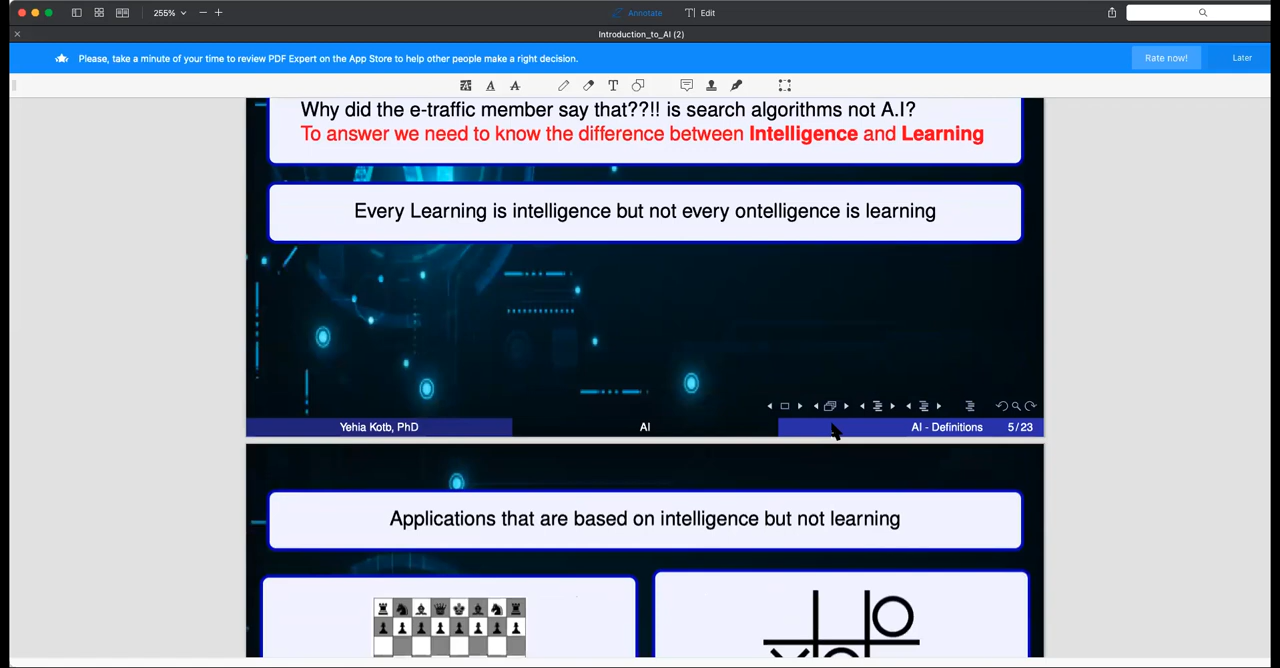 255%
Annotate
Edit
Introduction_to_AI (2)
Please, take a minute of your time to review PDF Expert on the App Store to help other people make a right decision.
Rate now!
Later
Why did the e-traffic member say that??!! is search algorithms not A.I?
To answer we need to know the difference between Intelligence and Learning
Every Learning is intelligence but not every ontelligence is learning
Yehia Kotb, PhD
AI
AI - Definitions
5/23
Applications that are based on intelligence but not learning